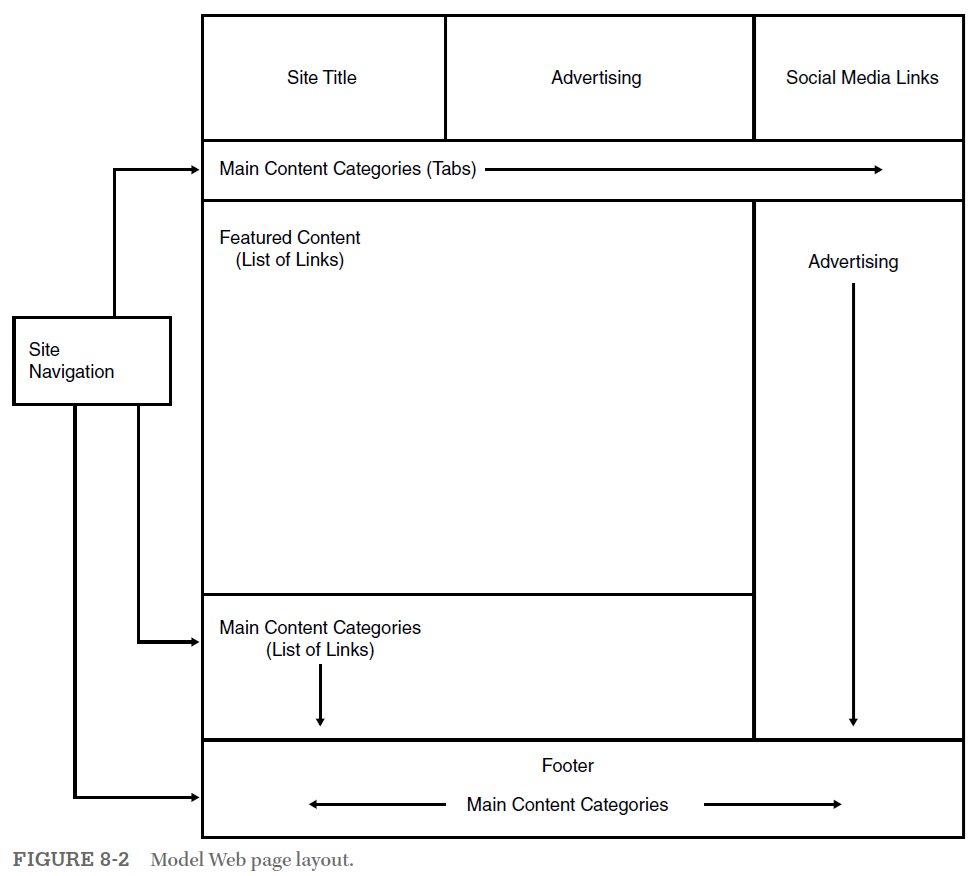 Site Title
Advertising
Social Media Links
Main Content Categories (Tabs)
Featured Content
(List of Links)
Advertising
Site
Navigation
Main Content Categories
(List of Links)
Footer
Main Content Categories
FIGURE 8-2 Model Web page layout.